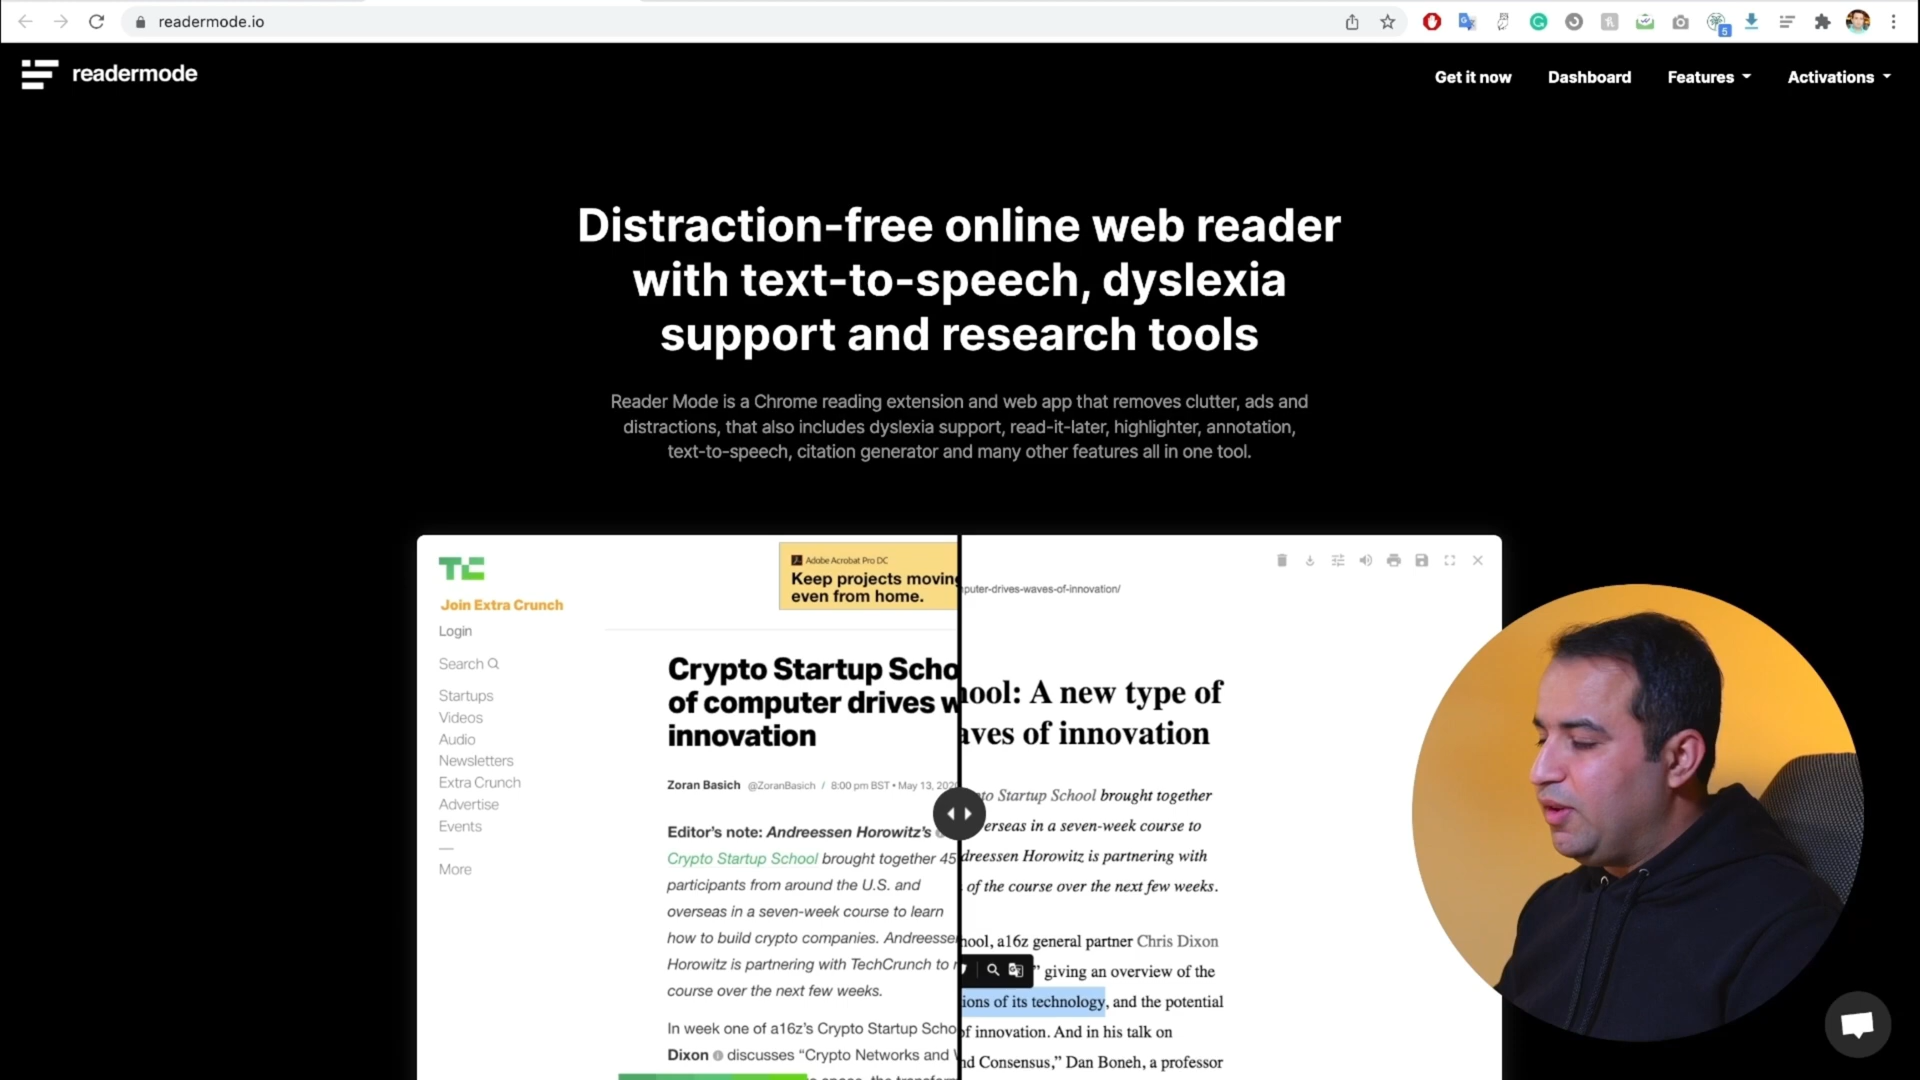 readermode.io
5
readermode
Get it now
Dashboard
Features
Activations
Distraction-free online web reader
with text-to-speech, dyslexia
support and research tools
Reader Mode is a Chrome reading extension and web app that removes clutter, ads and
distractions, that also includes dyslexia support, read-it-later, highlighter, annotation,
text-to-speech, citation generator and many other features all in one tool.
TC
Join Extra Crunch
Login
Search
Startups
Videos
Audio
Newsletters
Extra Crunch
Advertise
Events
More
Adobe Acrobat Pro DC
Keep projects moving
even from home.
Crypto Startup Scho
of computer drives w
innovation
Zoran Basich @ZoranBasich / 8:00 pm BST • May 13, 202
Editor's note: Andreessen Horowitz's
Crypto Startup School brought together 45
participants from around the U.S. and
overseas in a seven-week course to learn
how to build crypto companies. Andreesse
Horowitz is partnering with TechCrunch to
course over the next few weeks.
In week one of a16z's Crypto Startup Scho
Dixon discusses "Crypto Networks and
puter-drives-waves-of-innovation/
ool: A new type of
aves of innovation
to Startup School brought together
erseas in a seven-week course to
dreessen Horowitz is partnering with
of the course over the next few weeks.
hool, a16z general partner Chris Dixon
" giving an overview of the
ions of its technology, and the potential
of innovation. And in his talk on
nd Consensus," Dan Boneh, a professor